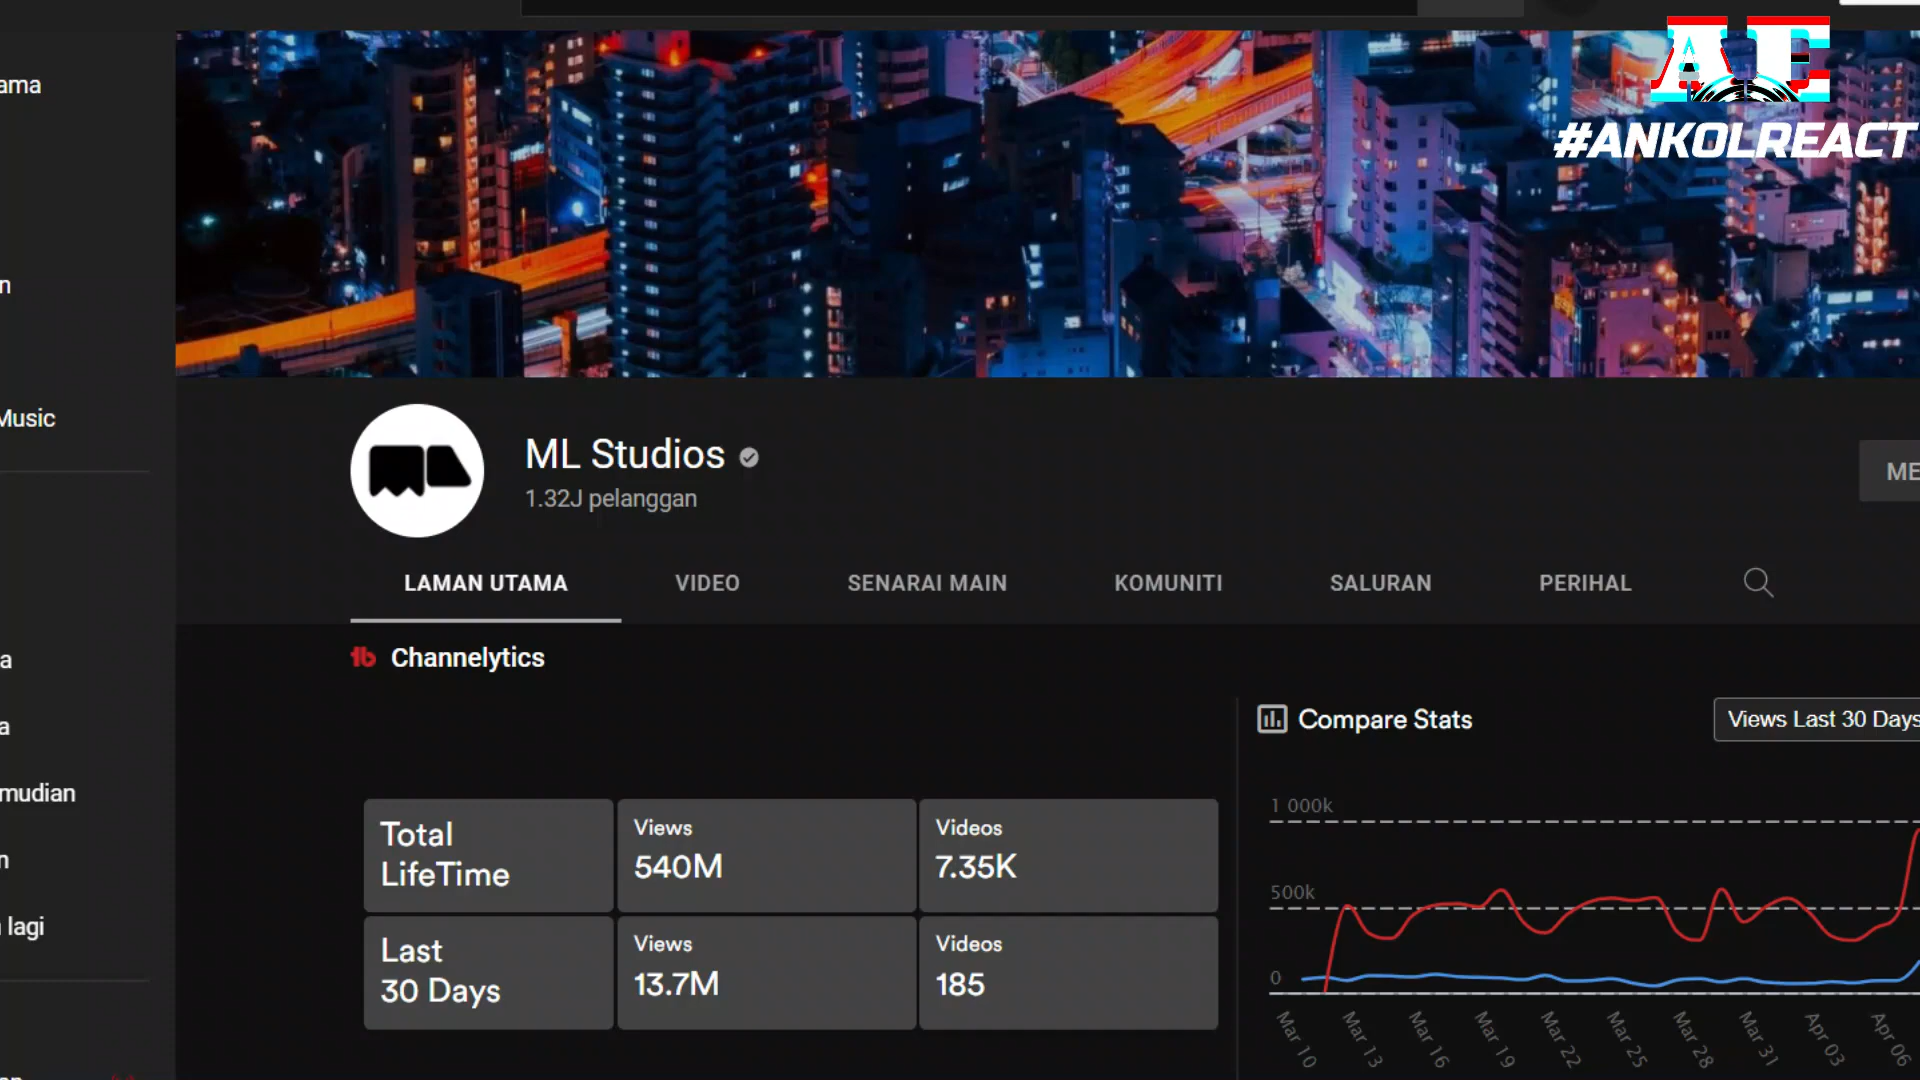 AE
#ANKOLREACT
ama
n
Music
ML Studios
1.32J pelanggan
ME
LAMAN UTAMA VIDEO SENARAI MAIN KOMUNITI SALURAN PERIHAL
a
a
mudian
n
lagi
Channelytics
Compare Stats
Views Last 30 Days
Total
LifeTime
Views
540M
Videos
7.35K
Last
30 Days
Views
13.7M
Videos
185
1 000k
500k
0
Mar 10 Mar 13 Mar 16 Mar 19 Mar 22 Mar 25 Mar 28 Mar 31 Apr 03 Apr 06